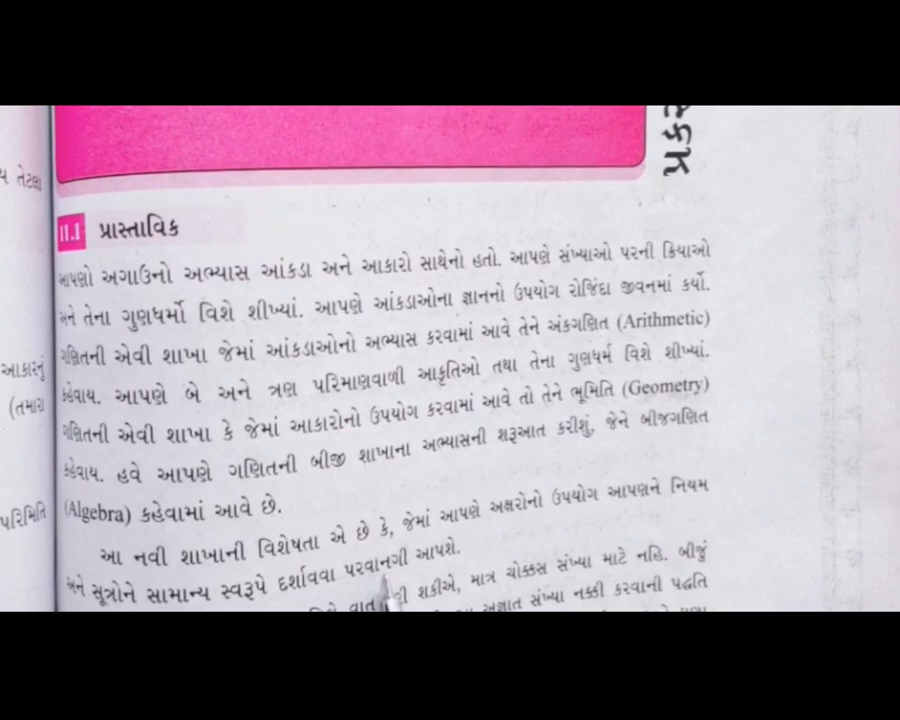 પ્રક
ય તેટલા
11.1 પ્રાસ્તાવિક
આપણો અગાઉનો અભ્યાસ આંકડા અને આકારો સાથેનો હતો. આપણે સંખ્યાઓ પરની ક્રિયાઓ
અને તેના ગુણધર્મો વિશે શીખ્યાં. આપણે આંકડાઓના જ્ઞાનનો ઉપયોગ રોજિંદા જીવનમાં કર્યો.
ગણિતની એવી શાખા જેમાં આંકડાઓનો અભ્યાસ કરવામાં આવે તેને અંકગણિત (Arithmetic)
કહેવાય. આપણે બે અને ત્રણ પરિમાણવાળી આકૃતિઓ તથા તેના ગુણધર્મ વિશે શીખ્યાં.
ગણિતની એવી શાખા કે જેમાં આકારોનો ઉપયોગ કરવામાં આવે તો તેને ભૂમિતિ (Geometry)
કહેવાય. હવે આપણે ગણિતની બીજી શાખાના અભ્યાસની શરૂઆત કરીશું, જેને બીજગણિત
(Algebra) કહેવામાં આવે છે.
આ નવી શાખાની વિશેષતા એ છે કે, જેમાં આપણે અક્ષરોનો ઉપયોગ આપણને નિયમ
અને સૂત્રોને સામાન્ય સ્વરૂપે દર્શાવવા પરવાનગી આપશે.
વાત શકીએ, માત્ર ચોક્કસ સંખ્યા માટે નહિ. બીજું
અજ્ઞાત સંખ્યા નક્કી કરવાની પદ્ધતિ
આકારનું
(તમારા
પરિમિતિ